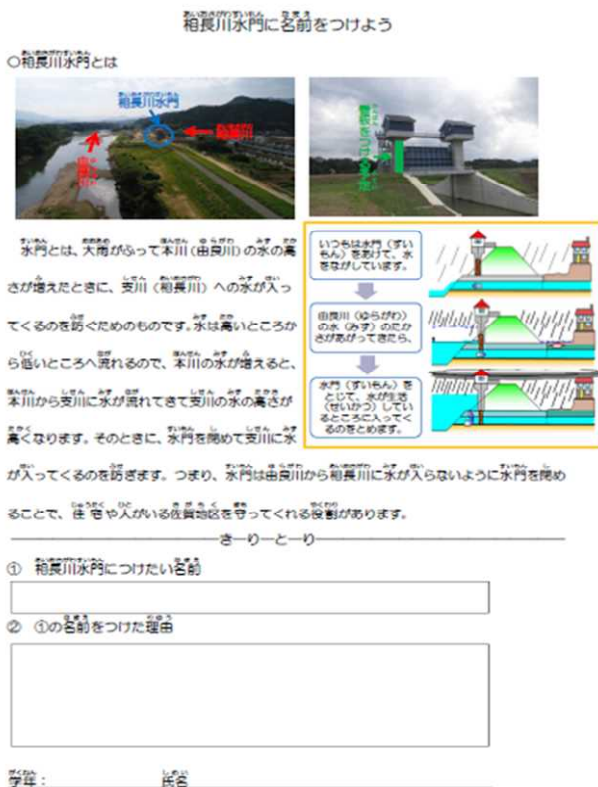 相長川水門に名前をつけよう
○相長川水門とは
相長川水門
由良川
相長川
水門とは、大雨がふって本川(由良川)の水の高
さが増えたときに、支川(相長川)への水が入っ
てくるのを防ぐためのものです。水は高いところか
ら低いところへ流れるので、本川の水が増えると、
本川から支川に水が流れてきて支川の水の高さが
高くなります。そのときに、水門を閉めて支川に水
が入ってくるのを防ぎます。つまり、水門は由良川から相長川に水が入らないように水門を閉め
ることで、住宅や人がいる佐賀地区を守ってくれる役割があります。
いつもは水門(すい
もん)をあげて、水
をながしています。
由良川(ゆらがわ)
の水(みず)のたか
さがあがってきたら、
水門(すいもん)を
とじて、水が生活
(せいかつ)してい
るところに入ってく
るのをとめます。
きーりーとーり
① 相長川水門につけたい名前
② ①の名前をつけた理由
学年: 氏名